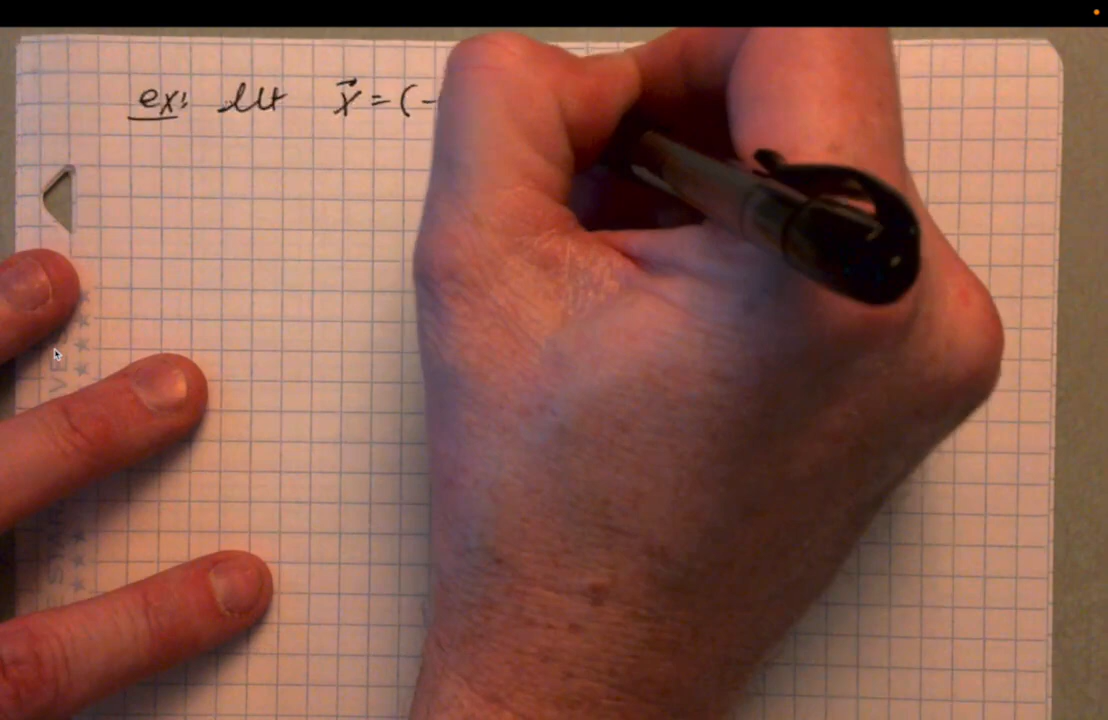 ex: let x⃗ = (-